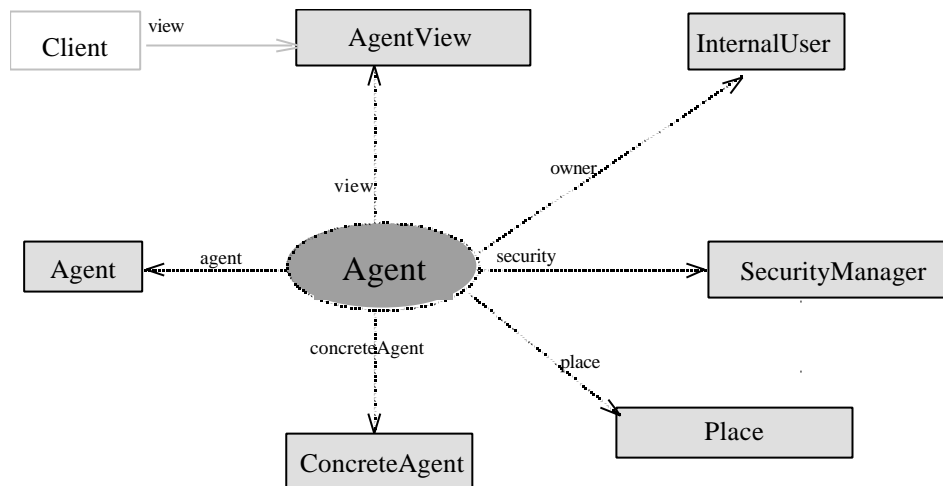 view
Client
AgentView
InternalUser
owner
view
agent
security
Agent
Agent
SecurityManager
concreteAgent
place
Place
ConcreteAgent